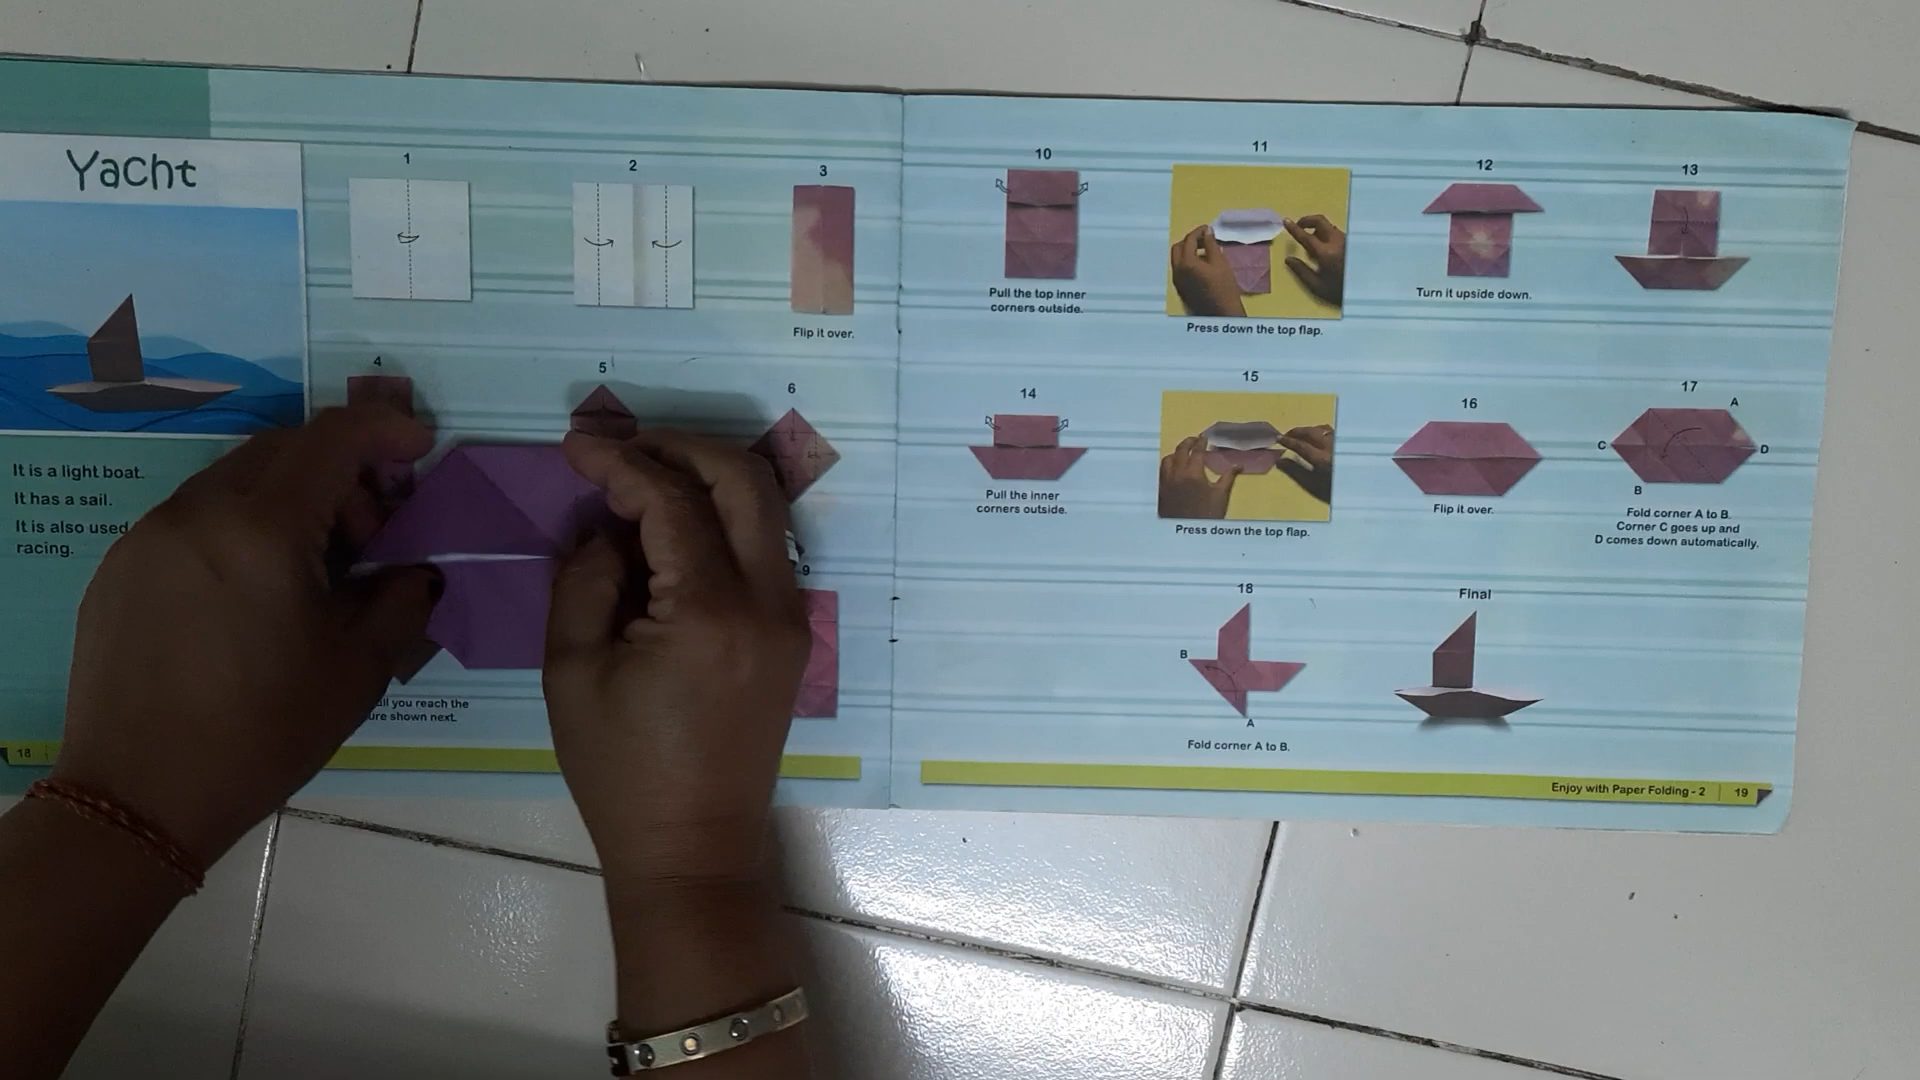 Yacht
It is a light boat.
It has a sail.
It is also used
racing.
18
1
2
3
Flip it over.
4
5
6
9
you reach the
shown next.
10
Pull the top inner
corners outside.
11
Press down the top flap.
12
Turn it upside down.
13
14
Pull the inner
corners outside.
15
Press down the top flap.
16
Flip it over.
17
A
C
D
B
Fold corner A to B.
Corner C goes up and
D comes down automatically.
18
B
A
Fold corner A to B.
Final
Enjoy with Paper Folding - 2 | 19